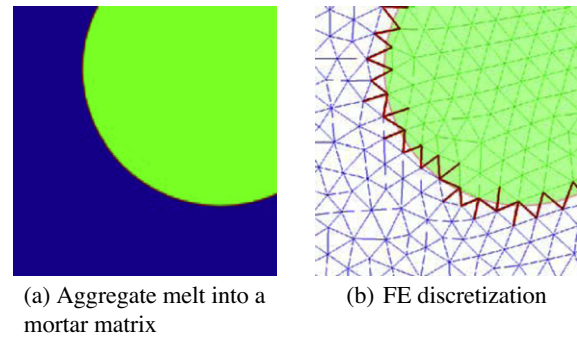 (a) Aggregate melt into a
mortar matrix
(b) FE discretization